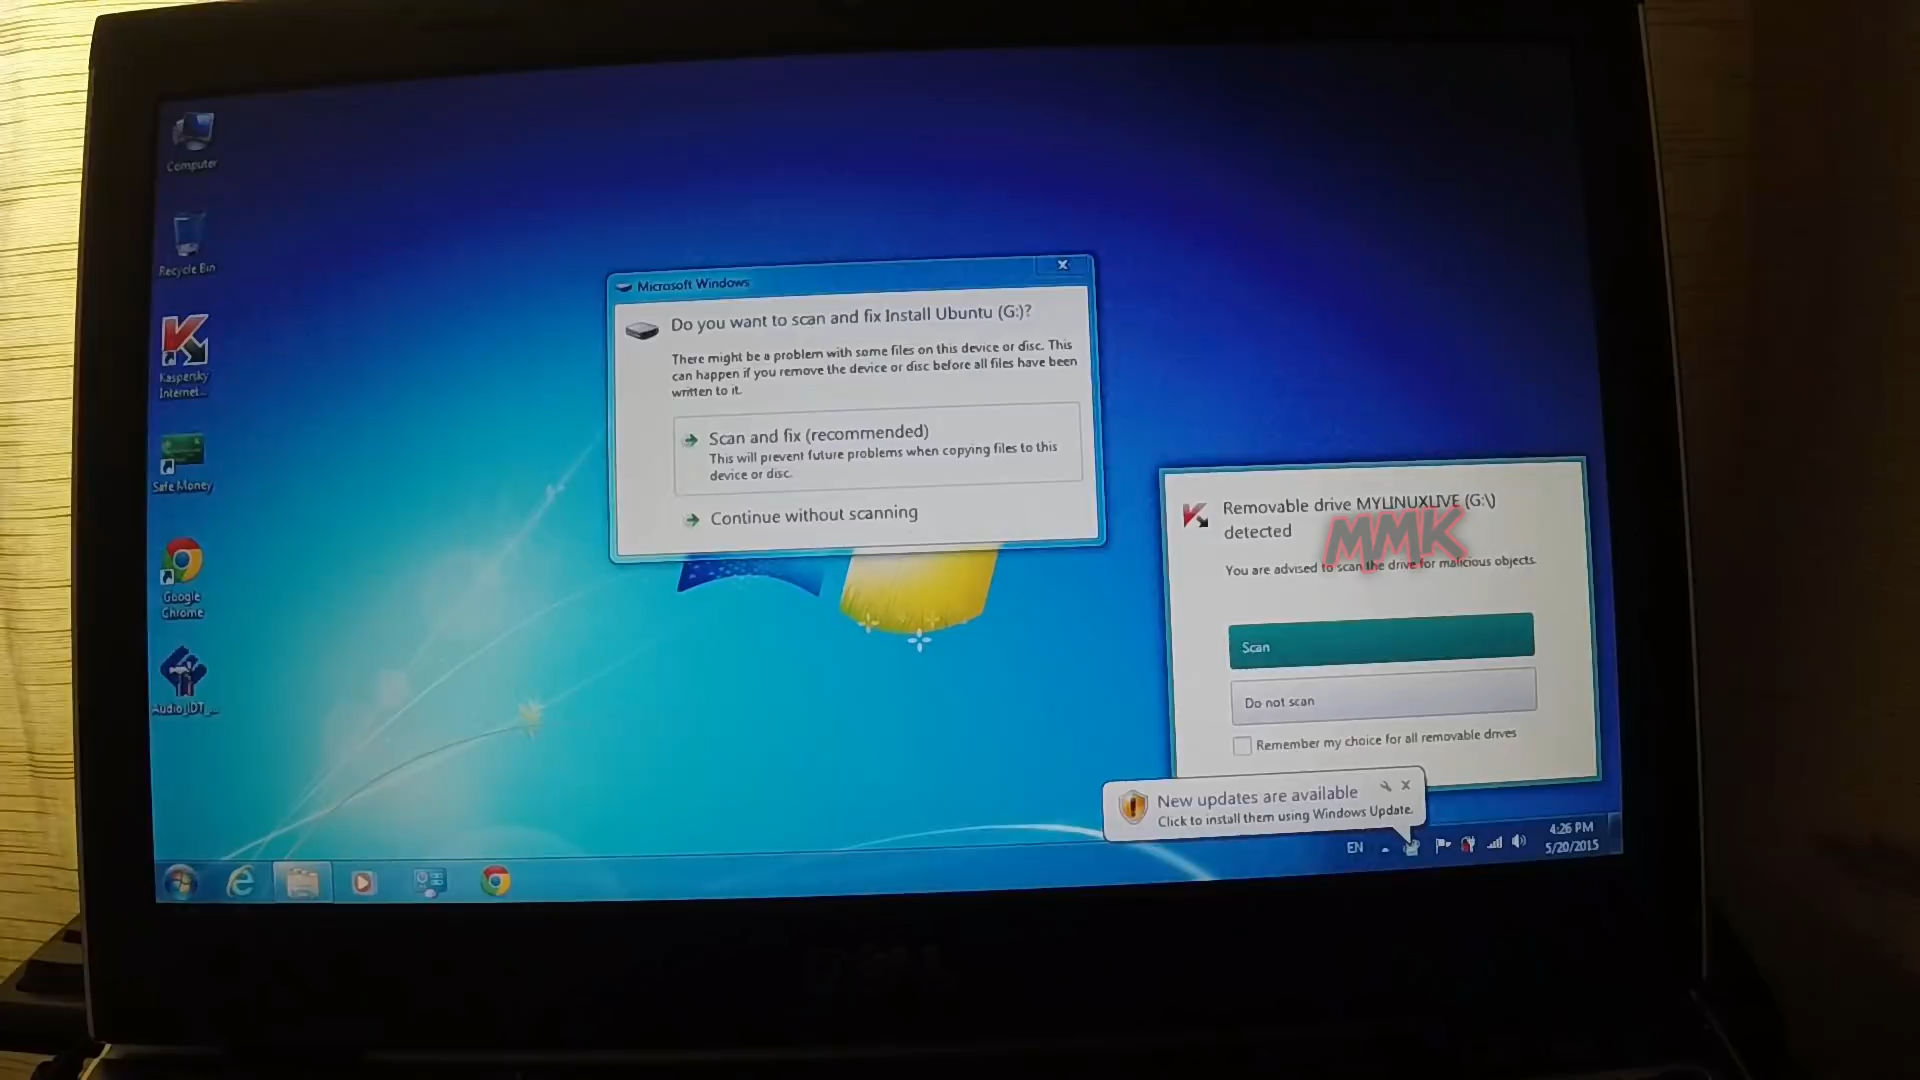 Computer
Recycle Bin
Kaspersky
Internet...
Safe Money
Google
Chrome
Audio_IDT_...
Microsoft Windows
Do you want to scan and fix Install Ubuntu (G:)?
There might be a problem with some files on this device or disc. This
can happen if you remove the device or disc before all files have been
written to it.
Scan and fix (recommended)
This will prevent future problems when copying files to this
device or disc.
Continue without scanning
Removable drive MYLINUXLIVE (G:\)
detected
MMK
You are advised to scan the drive for malicious objects.
Scan
Do not scan
Remember my choice for all removable drives
New updates are available
Click to install them using Windows Update.
EN
4:26 PM
5/20/2015
DELL